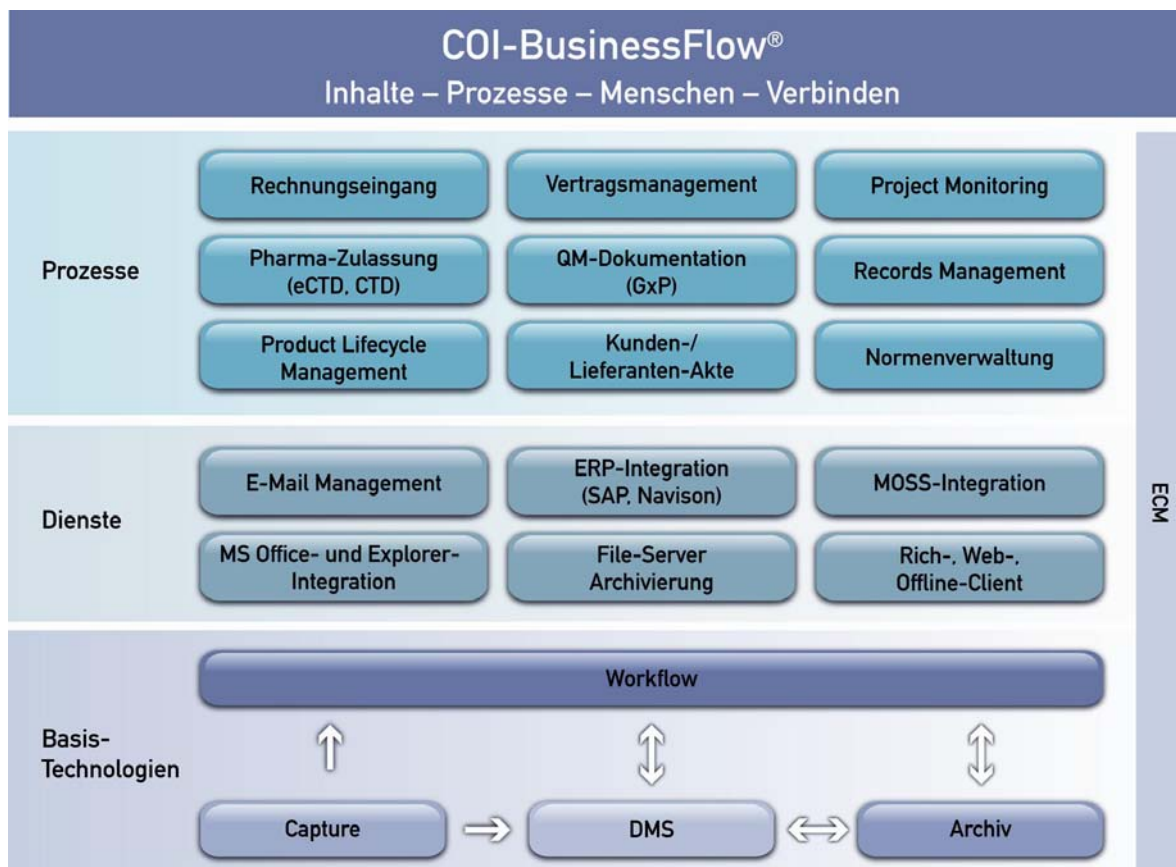 COI-BusinessFlow®
Inhalte – Prozesse – Menschen – Verbinden
Prozesse
Rechnungseingang
Vertragsmanagement
Project Monitoring
Pharma-Zulassung
(eCTD, CTD)
QM-Dokumentation
(GxP)
Records Management
Product Lifecycle
Management
Kunden-/
Lieferanten-Akte
Normenverwaltung
Dienste
E-Mail Management
ERP-Integration
(SAP, Navison)
MOSS-Integration
MS Office- und Explorer-
Integration
File-Server
Archivierung
Rich-, Web-,
Offline-Client
ECM
Basis-
Technologien
Workflow
Capture
DMS
Archiv